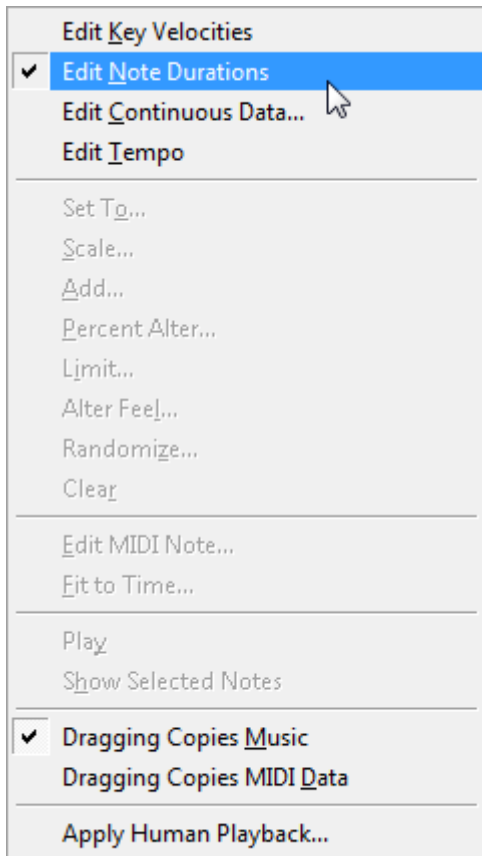 Edit Key Velocities
Edit Note Durations
Edit Continuous Data...
Edit Tempo
Set To...
Scale...
Add...
Percent Alter...
Limit...
Alter Feel...
Randomize...
Clear
Edit MIDI Note...
Fit to Time...
Play
Show Selected Notes
Dragging Copies Music
Dragging Copies MIDI Data
Apply Human Playback...